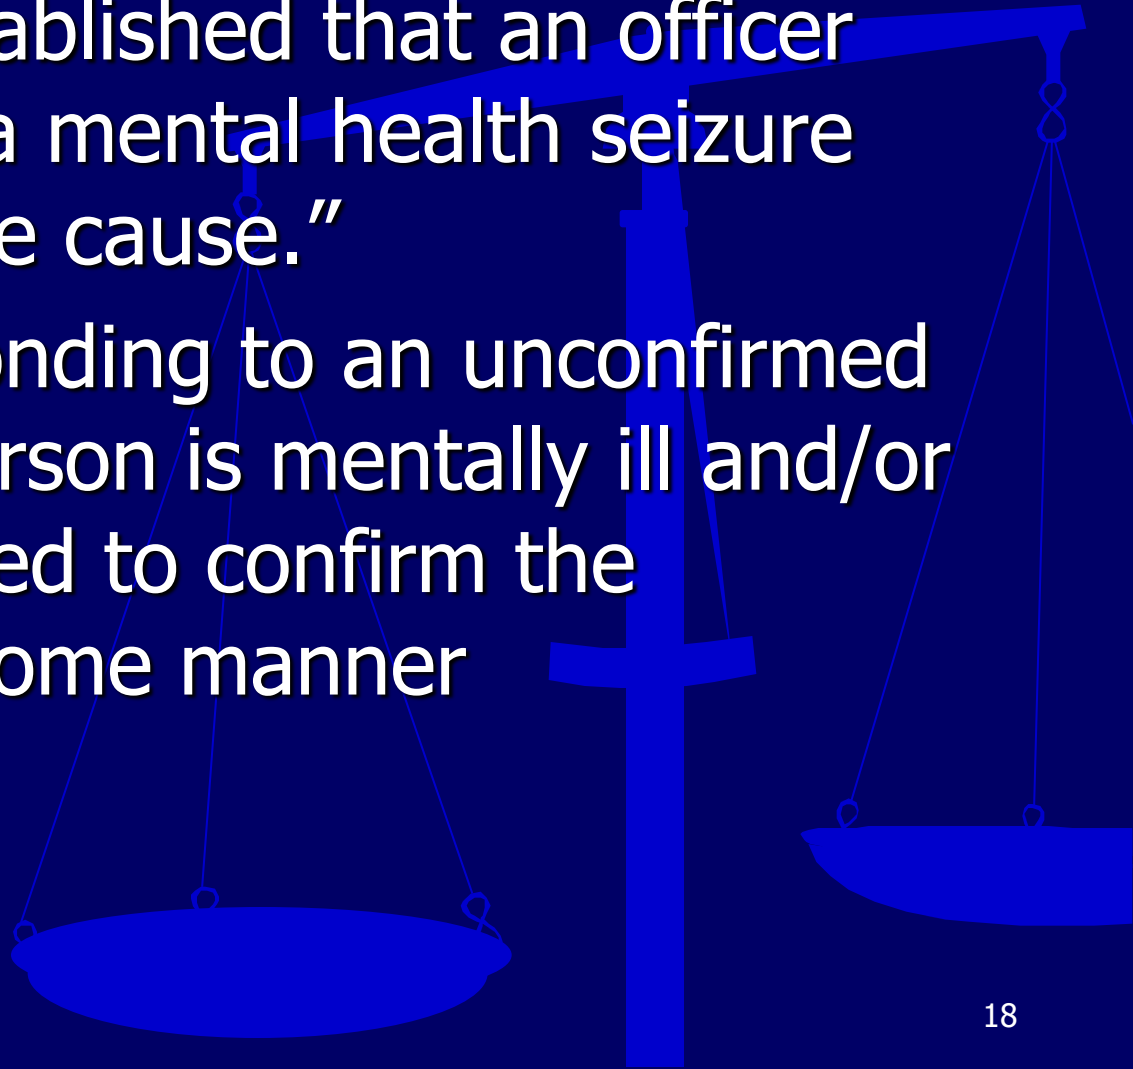 ablished that an officer
a mental health seizure
e cause.”
onding to an unconfirmed
rson is mentally ill and/or
ed to confirm the
ome manner
18